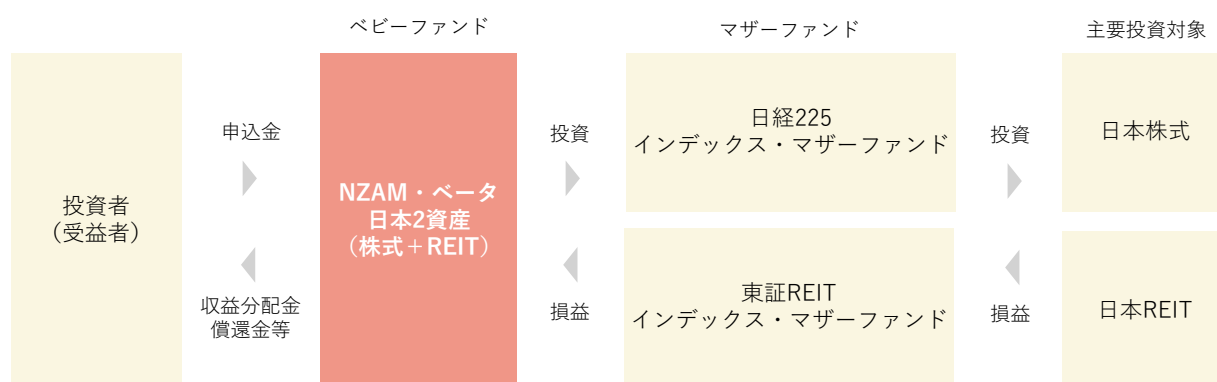 ベビーファンド
マザーファンド
主要投資対象
投資者
（受益者）
申込金
収益分配金
償還金等
NZAM・ベータ
日本2資産
（株式＋REIT）
投資
損益
日経225
インデックス・マザーファンド
東証REIT
インデックス・マザーファンド
投資
損益
日本株式
日本REIT